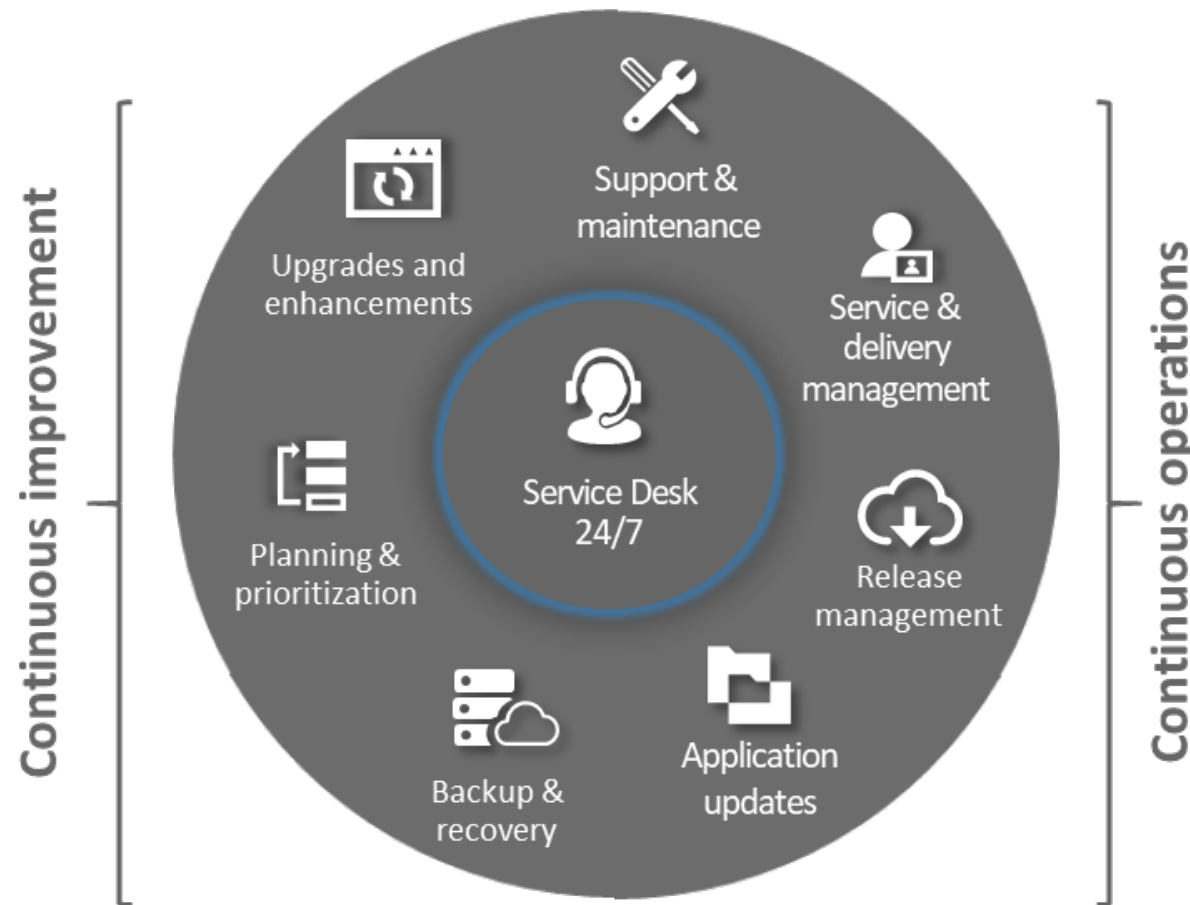 Continuous improvement
Support &
maintenance
Upgrades and
enhancements
Service &
delivery
management
Service Desk
24/7
Planning &
prioritization
Release
management
Backup &
recovery
Application
updates
Continuous operations